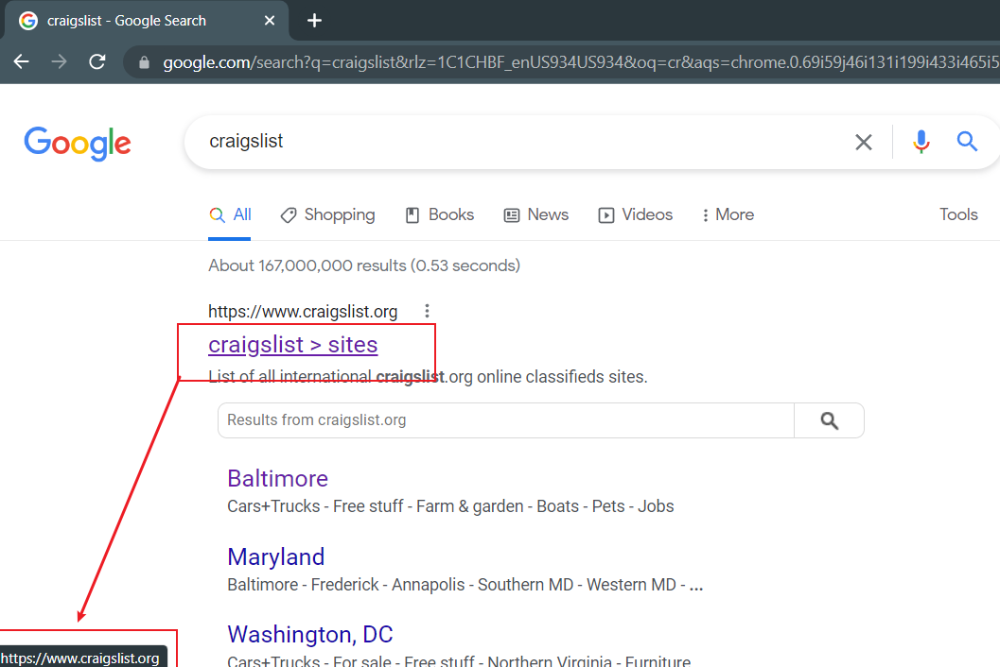 craigslist - Google Search
google.com/search?q=craigslist&rlz=1C1CHBF_enUS934US934&oq=cr&aqs=chrome.0.69i59j46i131i199i433i465i5
Google
craigslist
All Shopping Books News Videos More Tools
About 167,000,000 results (0.53 seconds)
https://www.craigslist.org
craigslist > sites
List of all international craigslist.org online classifieds sites.
Results from craigslist.org
Baltimore
Cars+Trucks - Free stuff - Farm & garden - Boats - Pets - Jobs
Maryland
Baltimore - Frederick - Annapolis - Southern MD - Western MD - ...
Washington, DC
Cars+Trucks - For sale - Free stuff - Northern Virginia - Furniture
https://www.craigslist.org